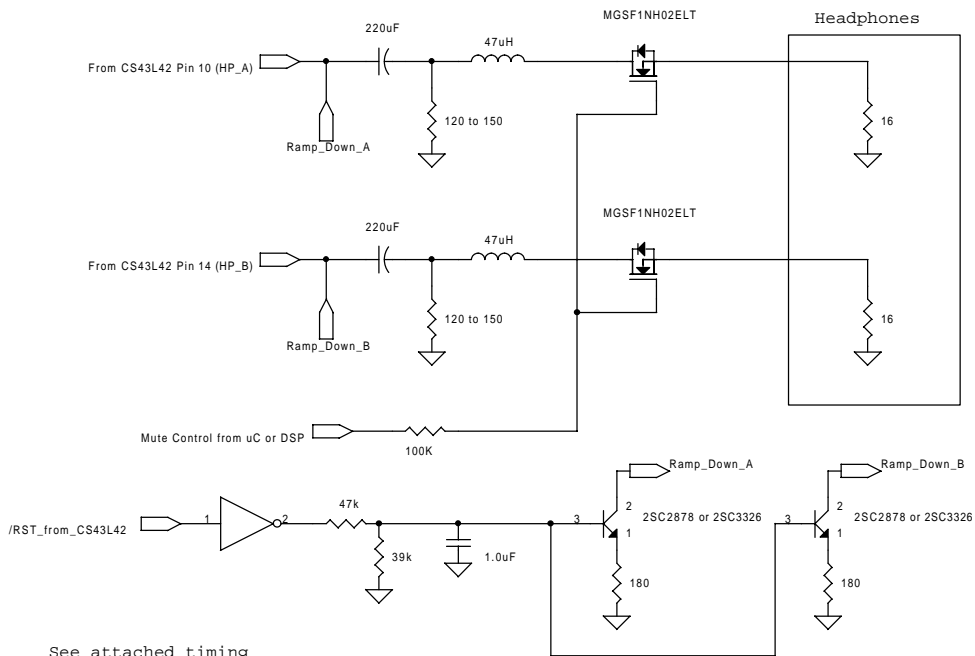 MGSF1NH02ELT
Headphones
220uF
47uH
From CS43L42 Pin 10 (HP_A)
120 to 150
16
Ramp_Down_A
MGSF1NH02ELT
220uF
47uH
From CS43L42 Pin 14 (HP_B)
120 to 150
16
Ramp_Down_B
Mute Control from uC or DSP
100K
Ramp_Down_A
Ramp_Down_B
47k
2
2
/RST_from_CS43L42
1
2
3
2SC2878 or 2SC3326
3
2SC2878 or 2SC3326
1
1
39k
1.0uF
180
180
See attached timing